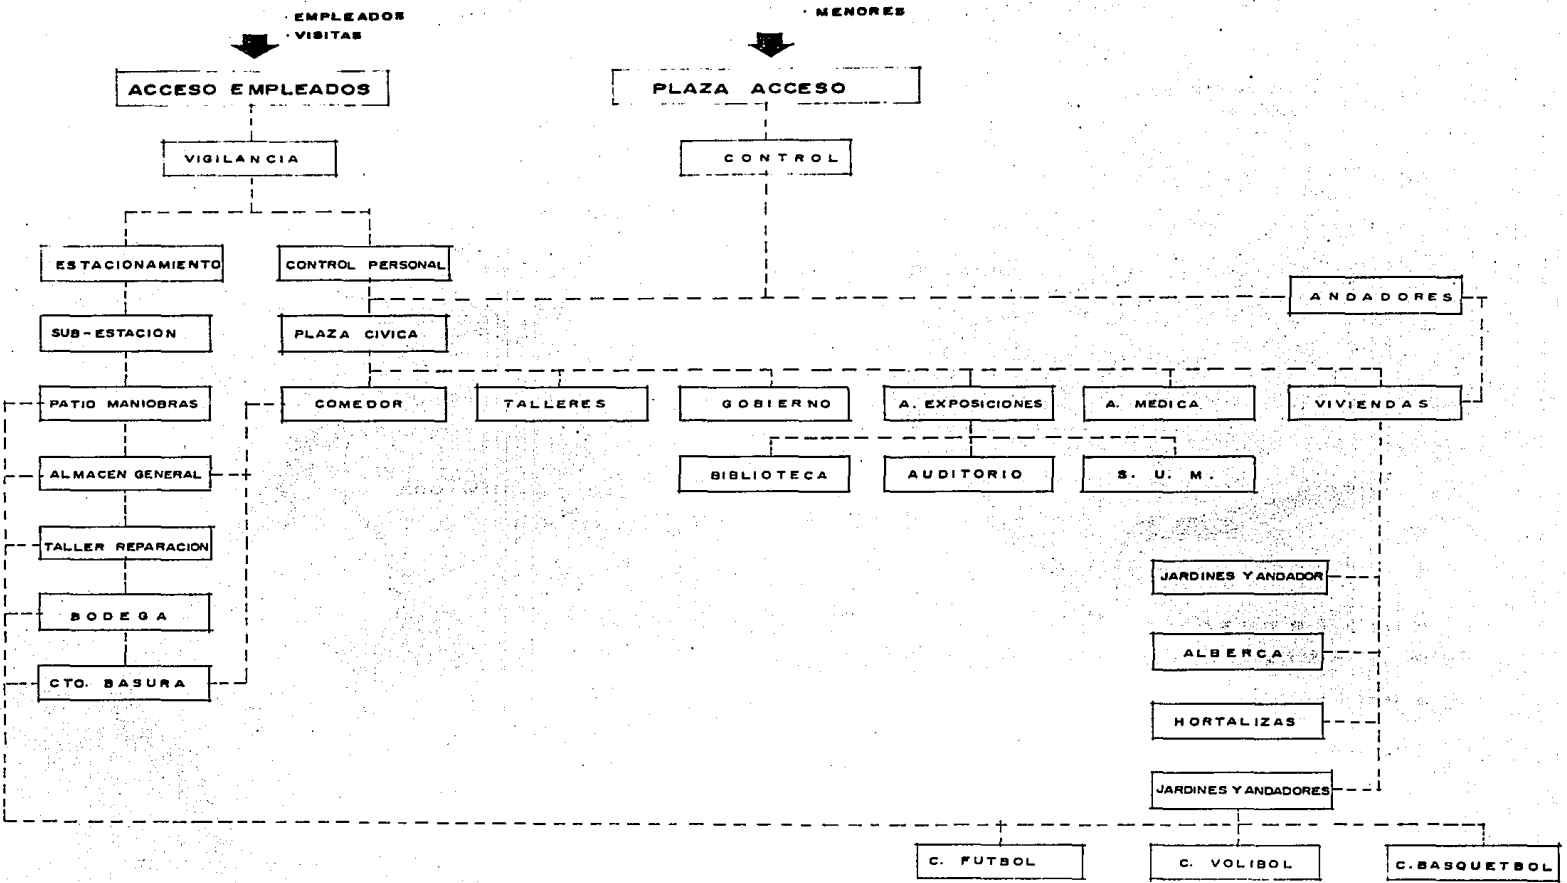 · EMPLEADOS
· VISITAS
· MENORES
ACCESO EMPLEADOS
PLAZA ACCESO
VIGILANCIA
CONTROL
ESTACIONAMIENTO
CONTROL PERSONAL
ANDADORES
SUB-ESTACION
PLAZA CIVICA
PATIO MANIOBRAS
COMEDOR
TALLERES
GOBIERNO
A. EXPOSICIONES
A. MEDICA
VIVIENDAS
ALMACEN GENERAL
BIBLIOTECA
AUDITORIO
S. U. M.
TALLER REPARACION
JARDINES Y ANDADOR
BODEGA
ALBERCA
CTO. BASURA
HORTALIZAS
JARDINES Y ANDADORES
C. FUTBOL
C. VOLIBOL
C. BASQUETBOL